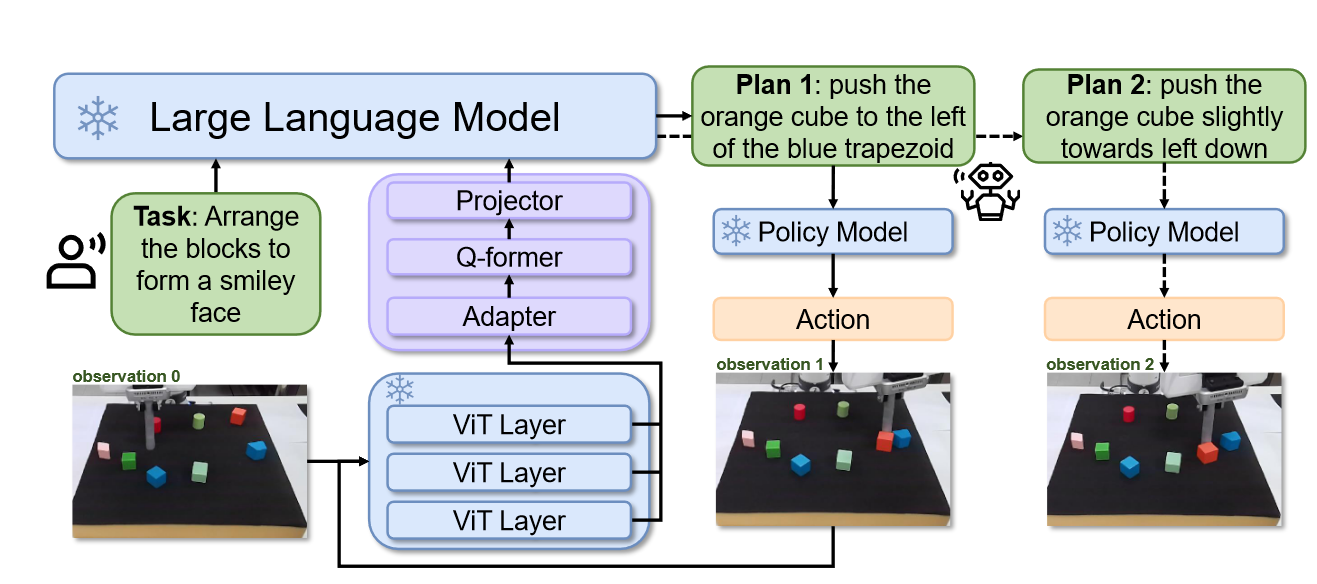 Large Language Model
Plan 1: push the
orange cube to the left
of the blue trapezoid
Plan 2: push the
orange cube slightly
towards left down
Task: Arrange
the blocks to
form a smiley
face
Projector
Q-former
Adapter
Policy Model
Policy Model
Action
Action
observation 0
ViT Layer
ViT Layer
ViT Layer
observation 1
observation 2